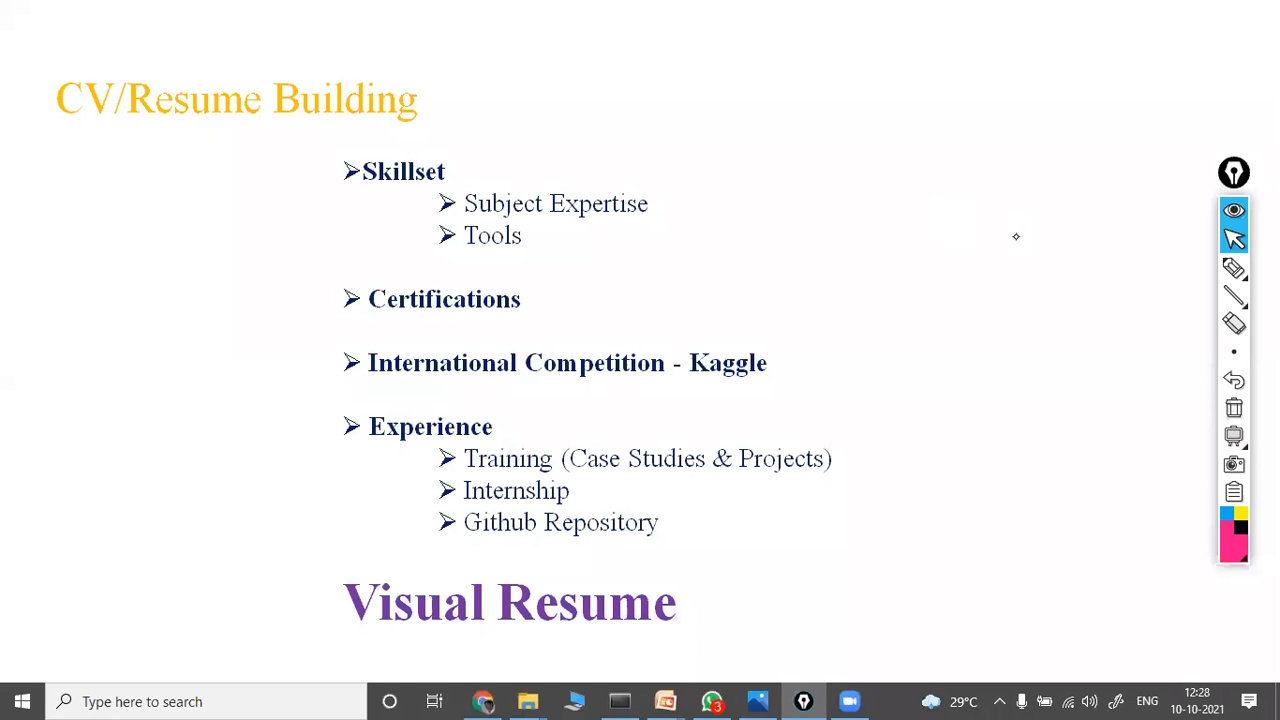 CV/Resume Building
➢Skillset
➢ Subject Expertise
➢ Tools
➢ Certifications
➢ International Competition - Kaggle
➢ Experience
➢ Training (Case Studies & Projects)
➢ Internship
➢ Github Repository
Visual Resume
Type here to search
3
29°C
ENG
12:28
10-10-2021